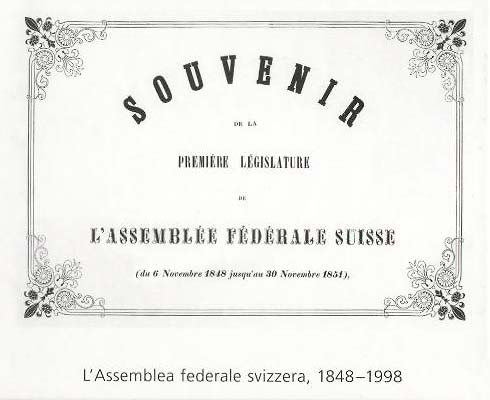 SOUVENIR
DE LA
PREMIÈRE LÉGISLATURE
DE
L'ASSEMBLÉE FÉDÉRALE SUISSE
(du 6 Novembre 1848 jusqu'au 30 Novembre 1851).
L'Assemblea federale svizzera, 1848–1998